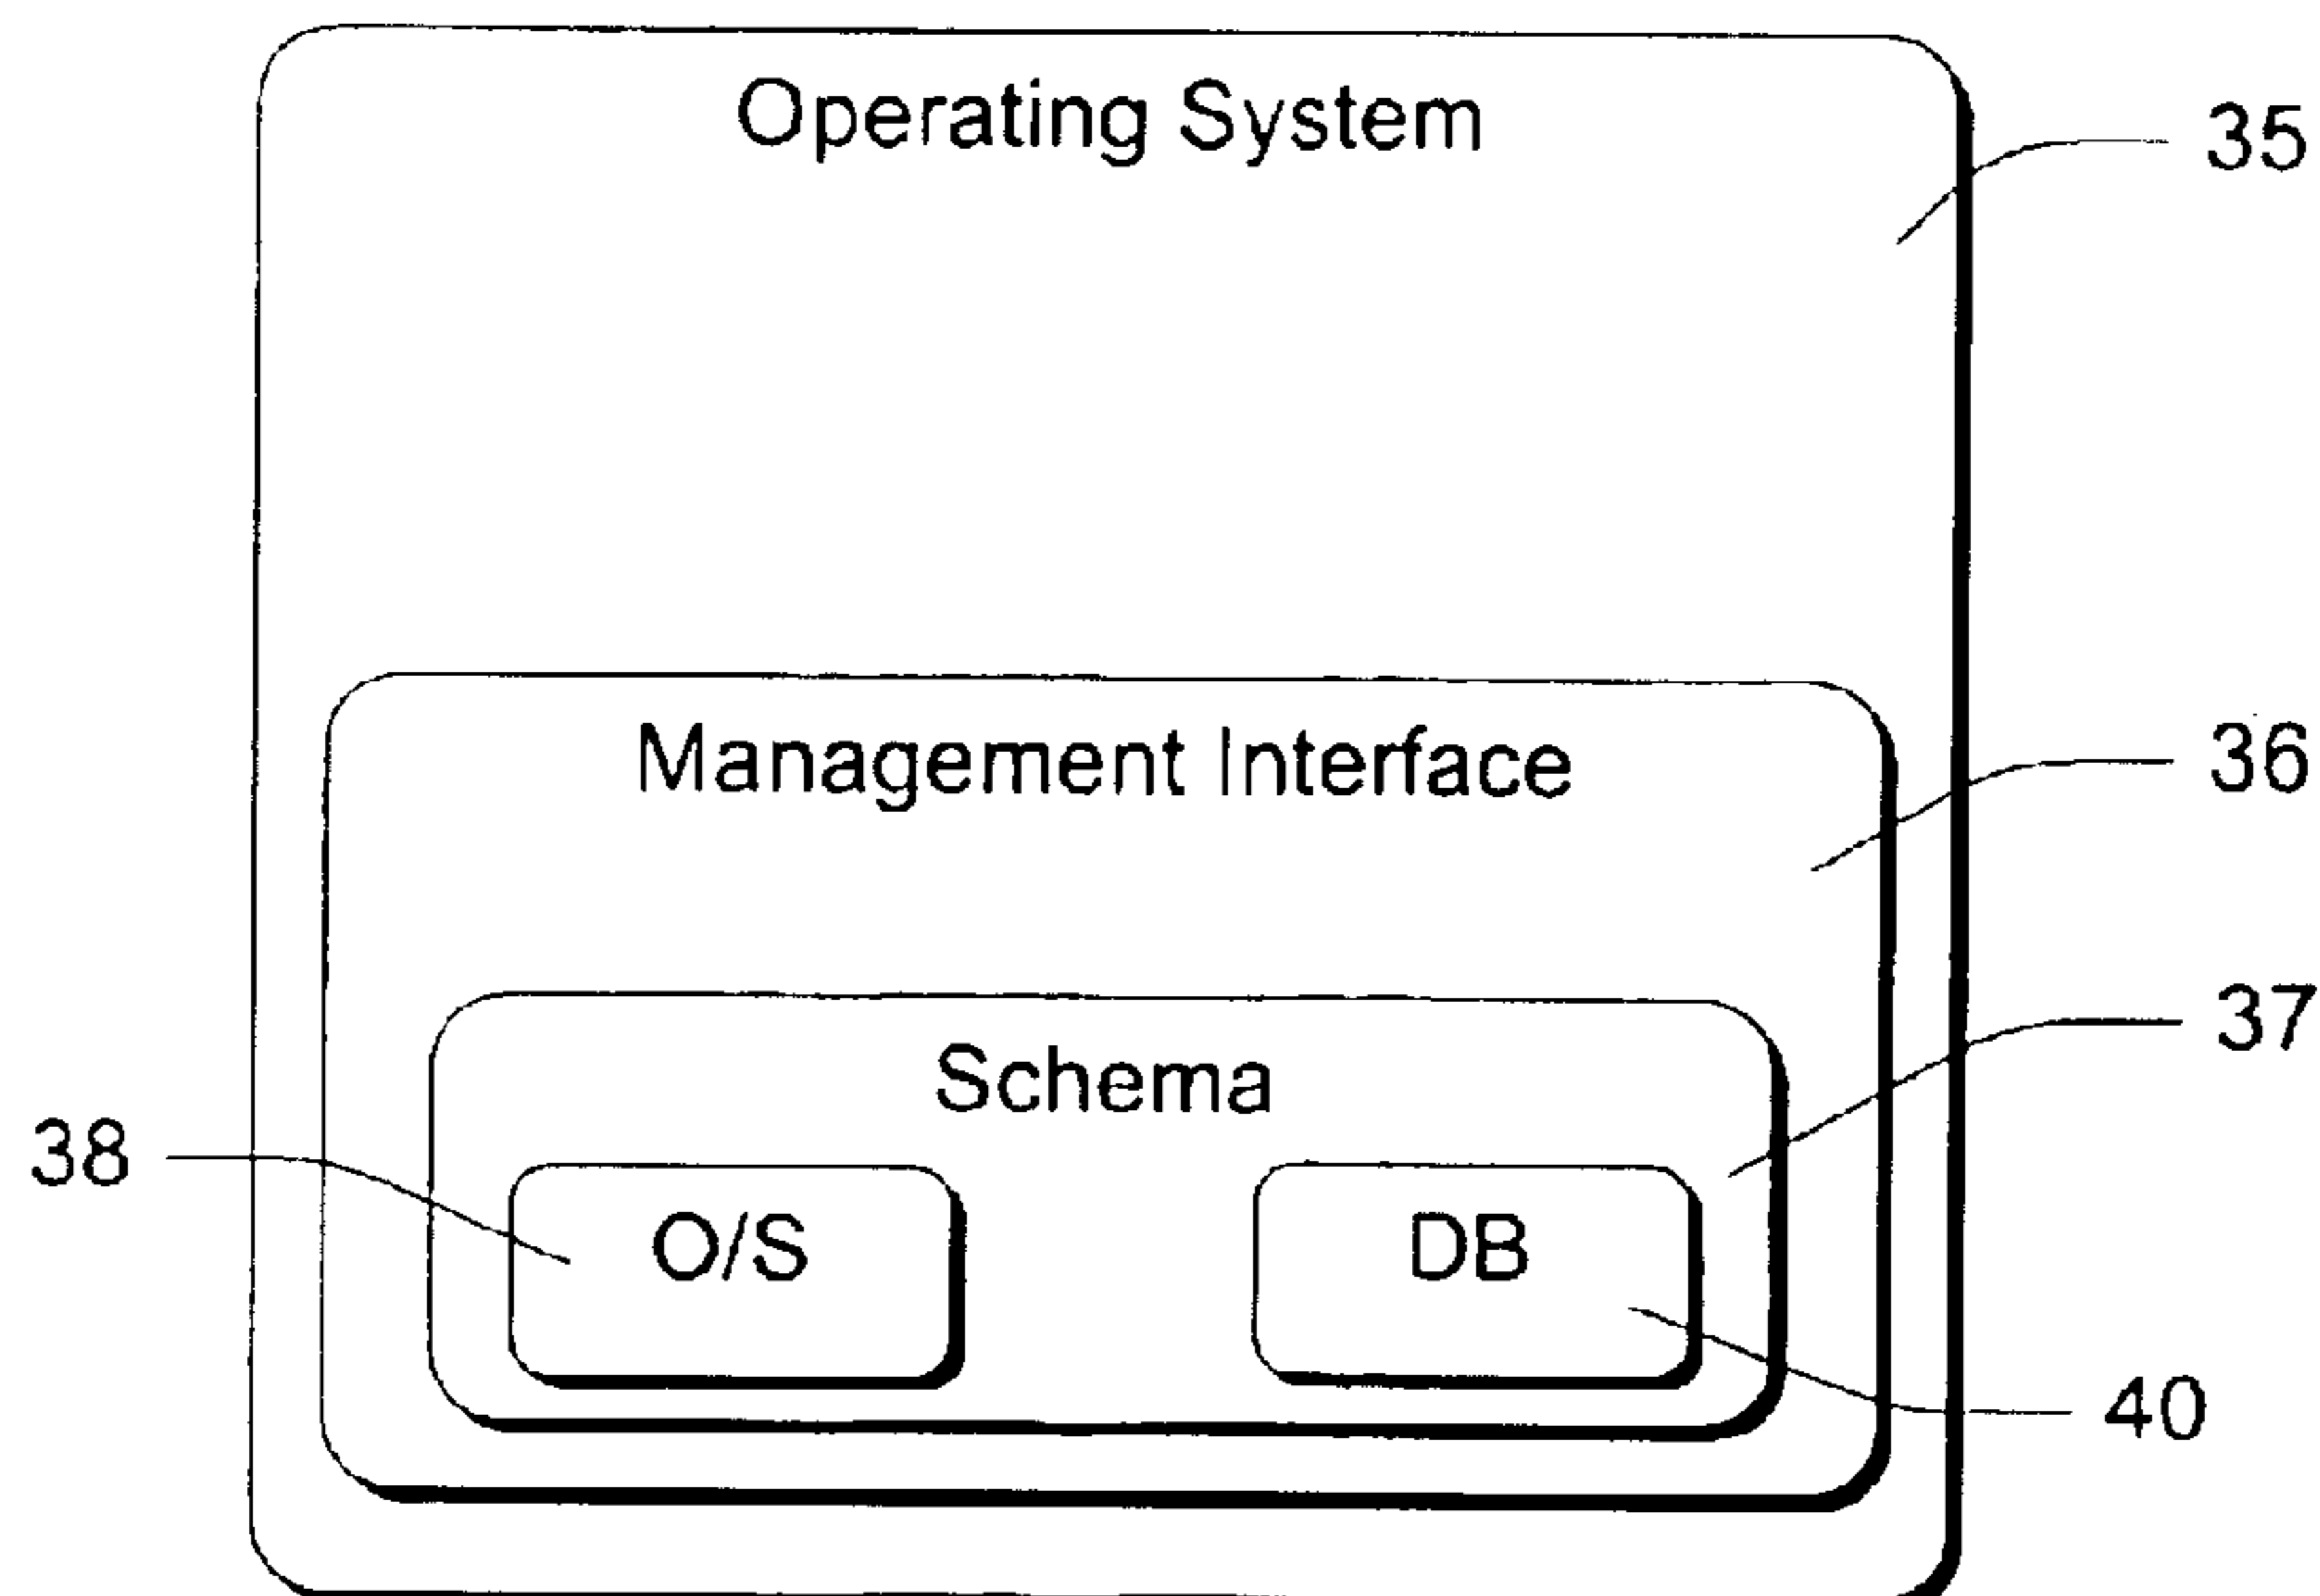 Operating System
35
Management Interface
36
37
Schema
38
O/S
DB
40